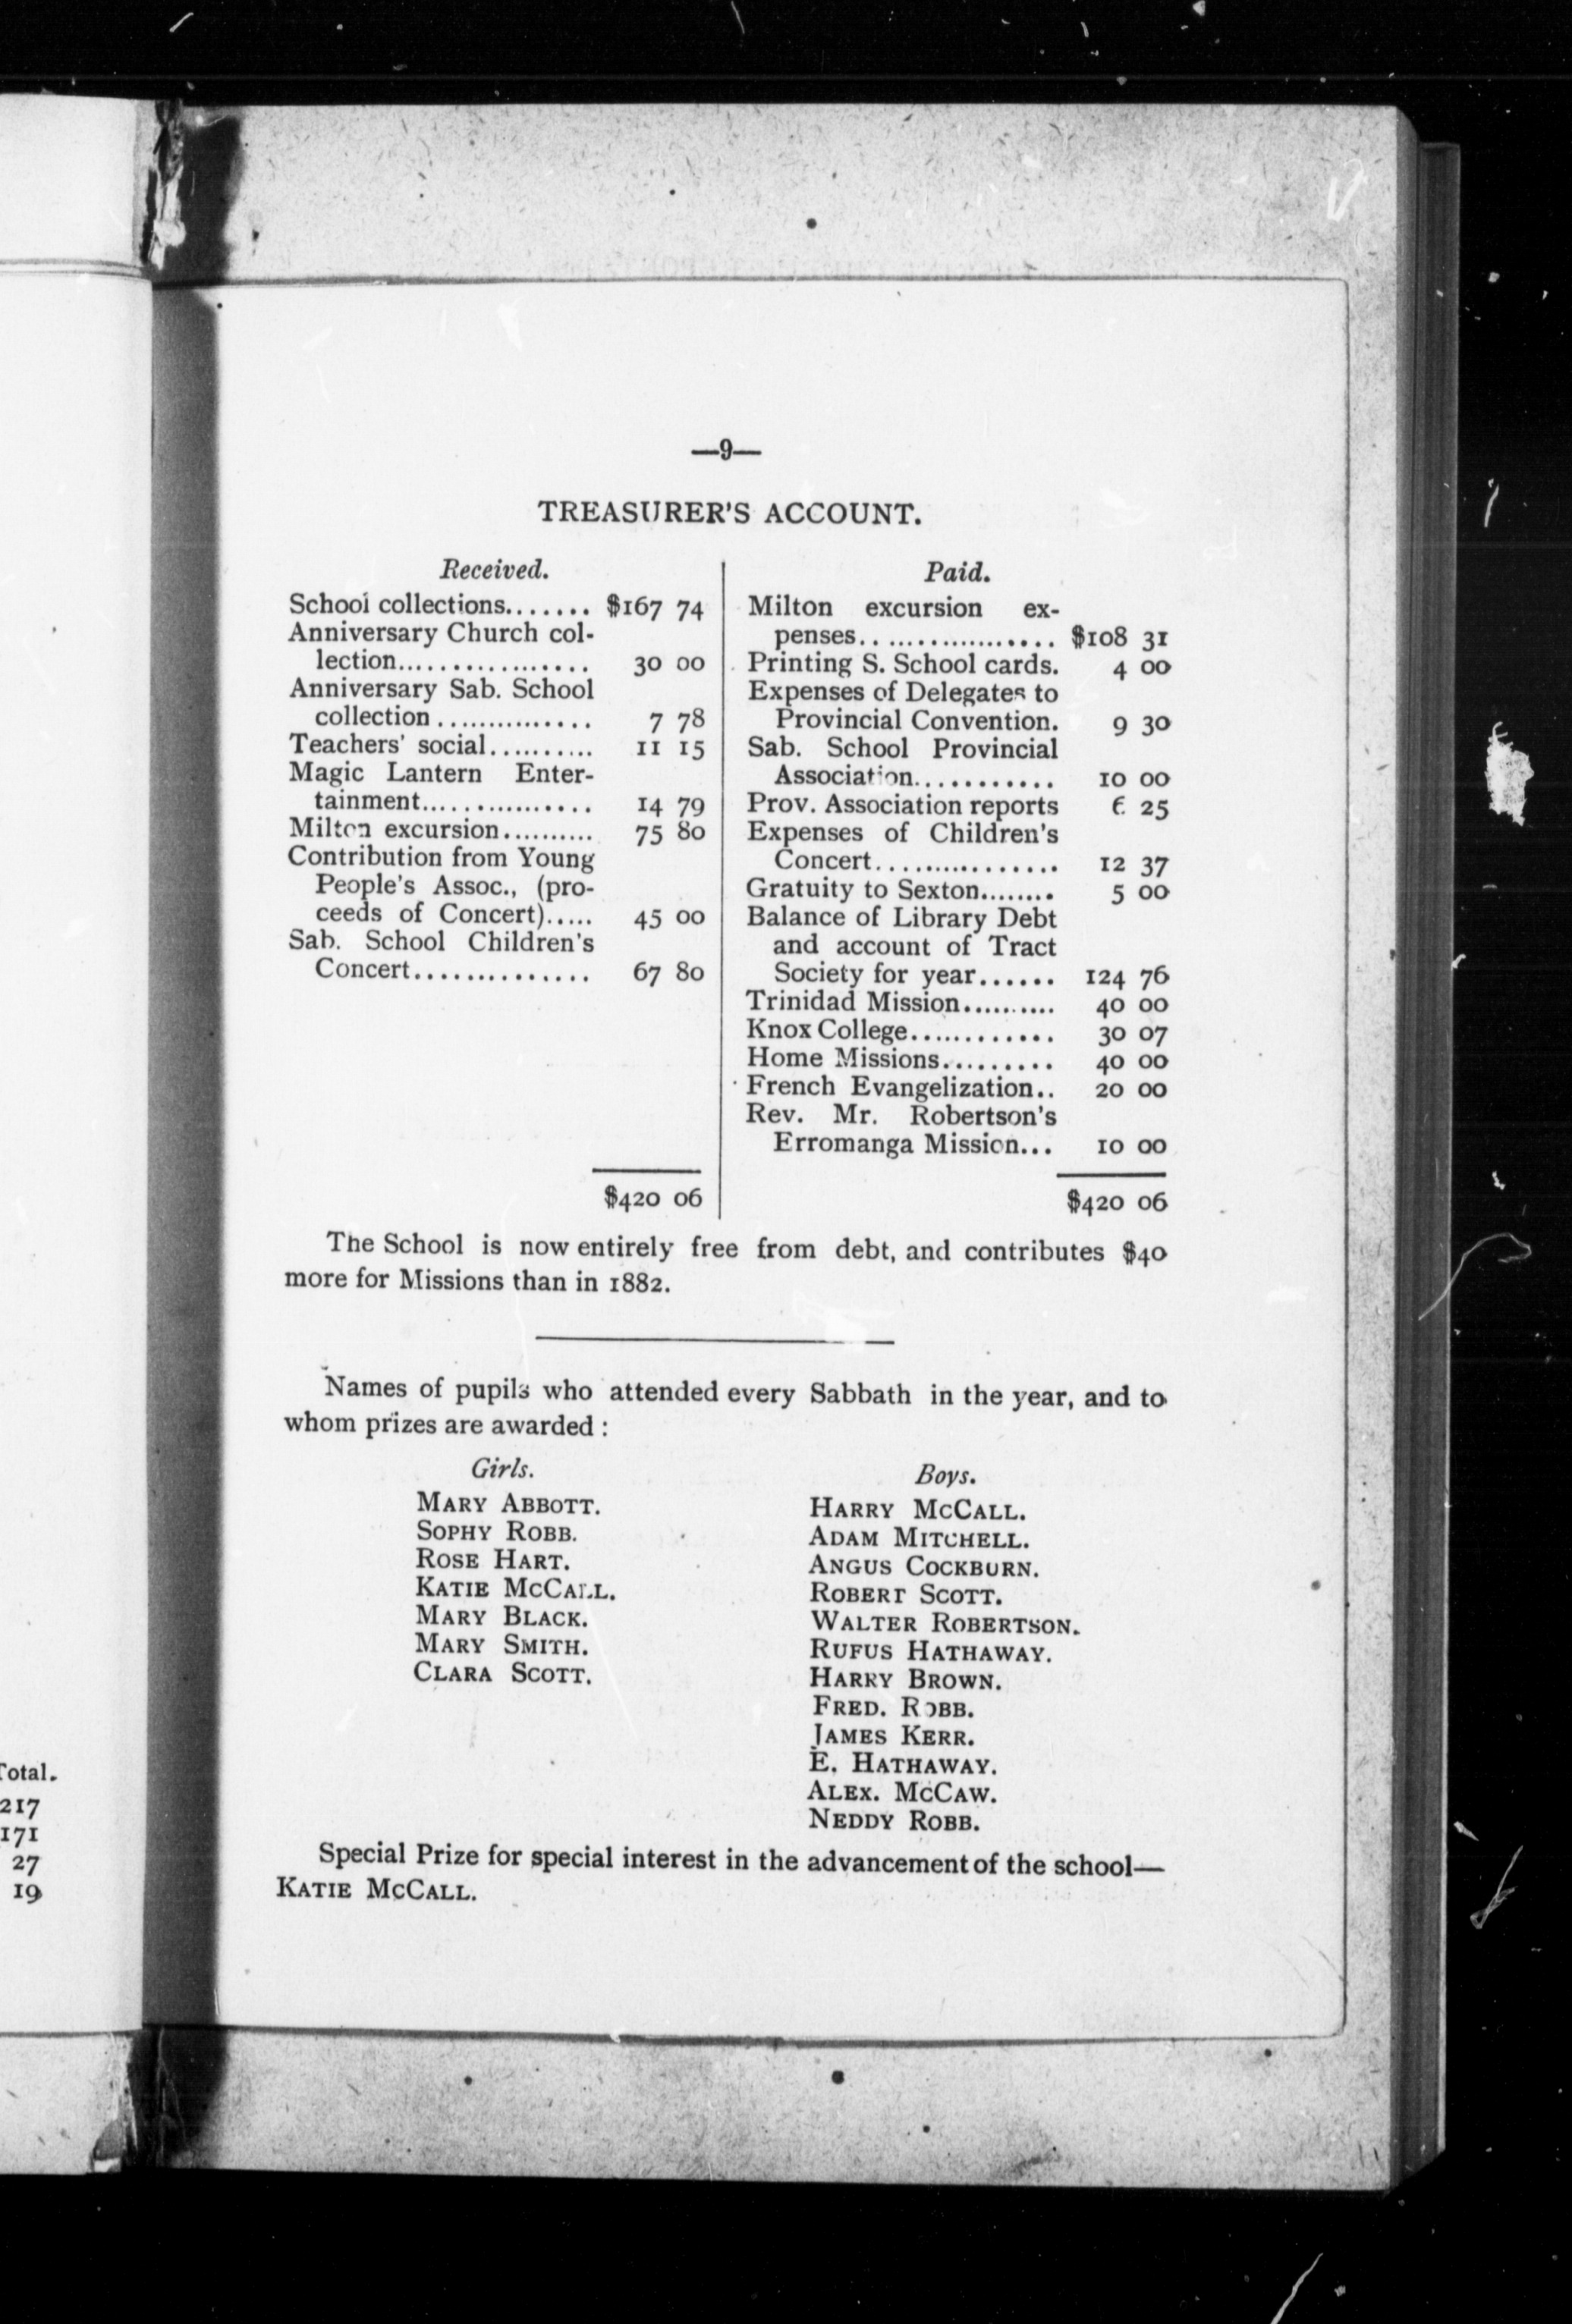 —9—
TREASURER'S ACCOUNT.
Received.
School collections....... $167 74
Anniversary Church col-
lection................ 30 00
Anniversary Sab. School
collection .............. 7 78
Teachers' social.......... 11 15
Magic Lantern Enter-
tainment................ 14 79
Milton excursion.......... 75 80
Contribution from Young
People's Assoc., (pro-
ceeds of Concert)..... 45 00
Sab. School Children's
Concert.............. 67 80
$420 06
Paid.
Milton excursion ex-
penses.................. $108 31
Printing S. School cards. 4 00
Expenses of Delegates to
Provincial Convention. 9 30
Sab. School Provincial
Association........... 10 00
Prov. Association reports 6 25
Expenses of Children's
Concert................ 12 37
Gratuity to Sexton........ 5 00
Balance of Library Debt
and account of Tract
Society for year...... 124 76
Trinidad Mission.......... 40 00
Knox College............ 30 07
Home Missions......... 40 00
French Evangelization.. 20 00
Rev. Mr. Robertson's
Erromanga Mission... 10 00
$420 06
The School is now entirely free from debt, and contributes $40
more for Missions than in 1882.
Names of pupils who attended every Sabbath in the year, and to
whom prizes are awarded :
Girls.
MARY ABBOTT.
SOPHY ROBB.
ROSE HART.
KATIE MCCALL.
MARY BLACK.
MARY SMITH.
CLARA SCOTT.
Boys.
HARRY MCCALL.
ADAM MITCHELL.
ANGUS COCKBURN.
ROBERT SCOTT.
WALTER ROBERTSON.
RUFUS HATHAWAY.
HARRY BROWN.
FRED. ROBB.
JAMES KERR.
E. HATHAWAY.
ALEX. MCCAW.
NEDDY ROBB.
Special Prize for special interest in the advancement of the school—
KATIE MCCALL.
Total.
217
171
27
19